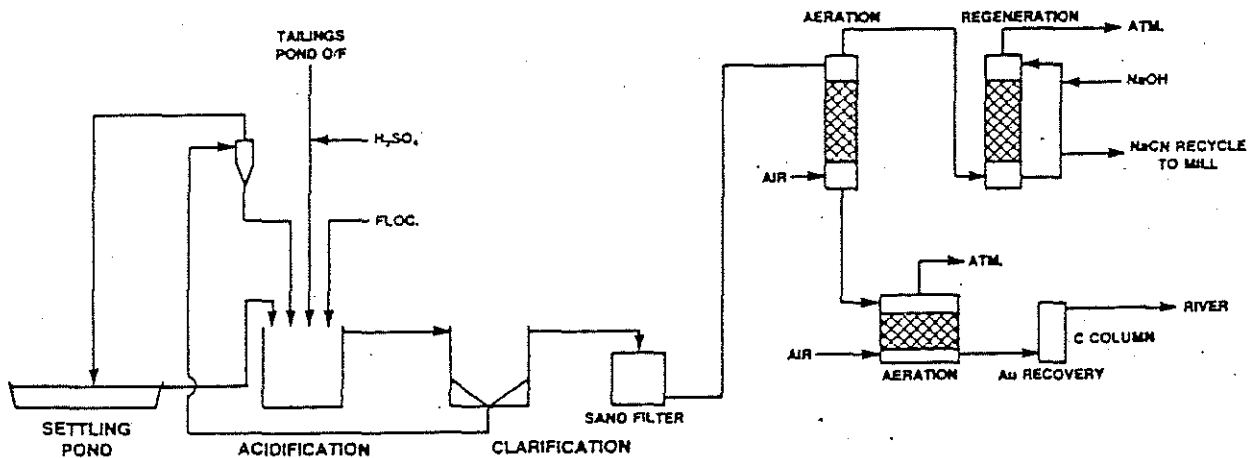 TAILINGS
POND O/F
H₂SO₄
FLOC.
SETTLING
POND
ACIDIFICATION
CLARIFICATION
SAND FILTER
AERATION
REGENERATION
ATM.
NaOH
NaCN RECYCLE
TO MILL
AIR
ATM.
AIR
AERATION
RIVER
C COLUMN
Au RECOVERY